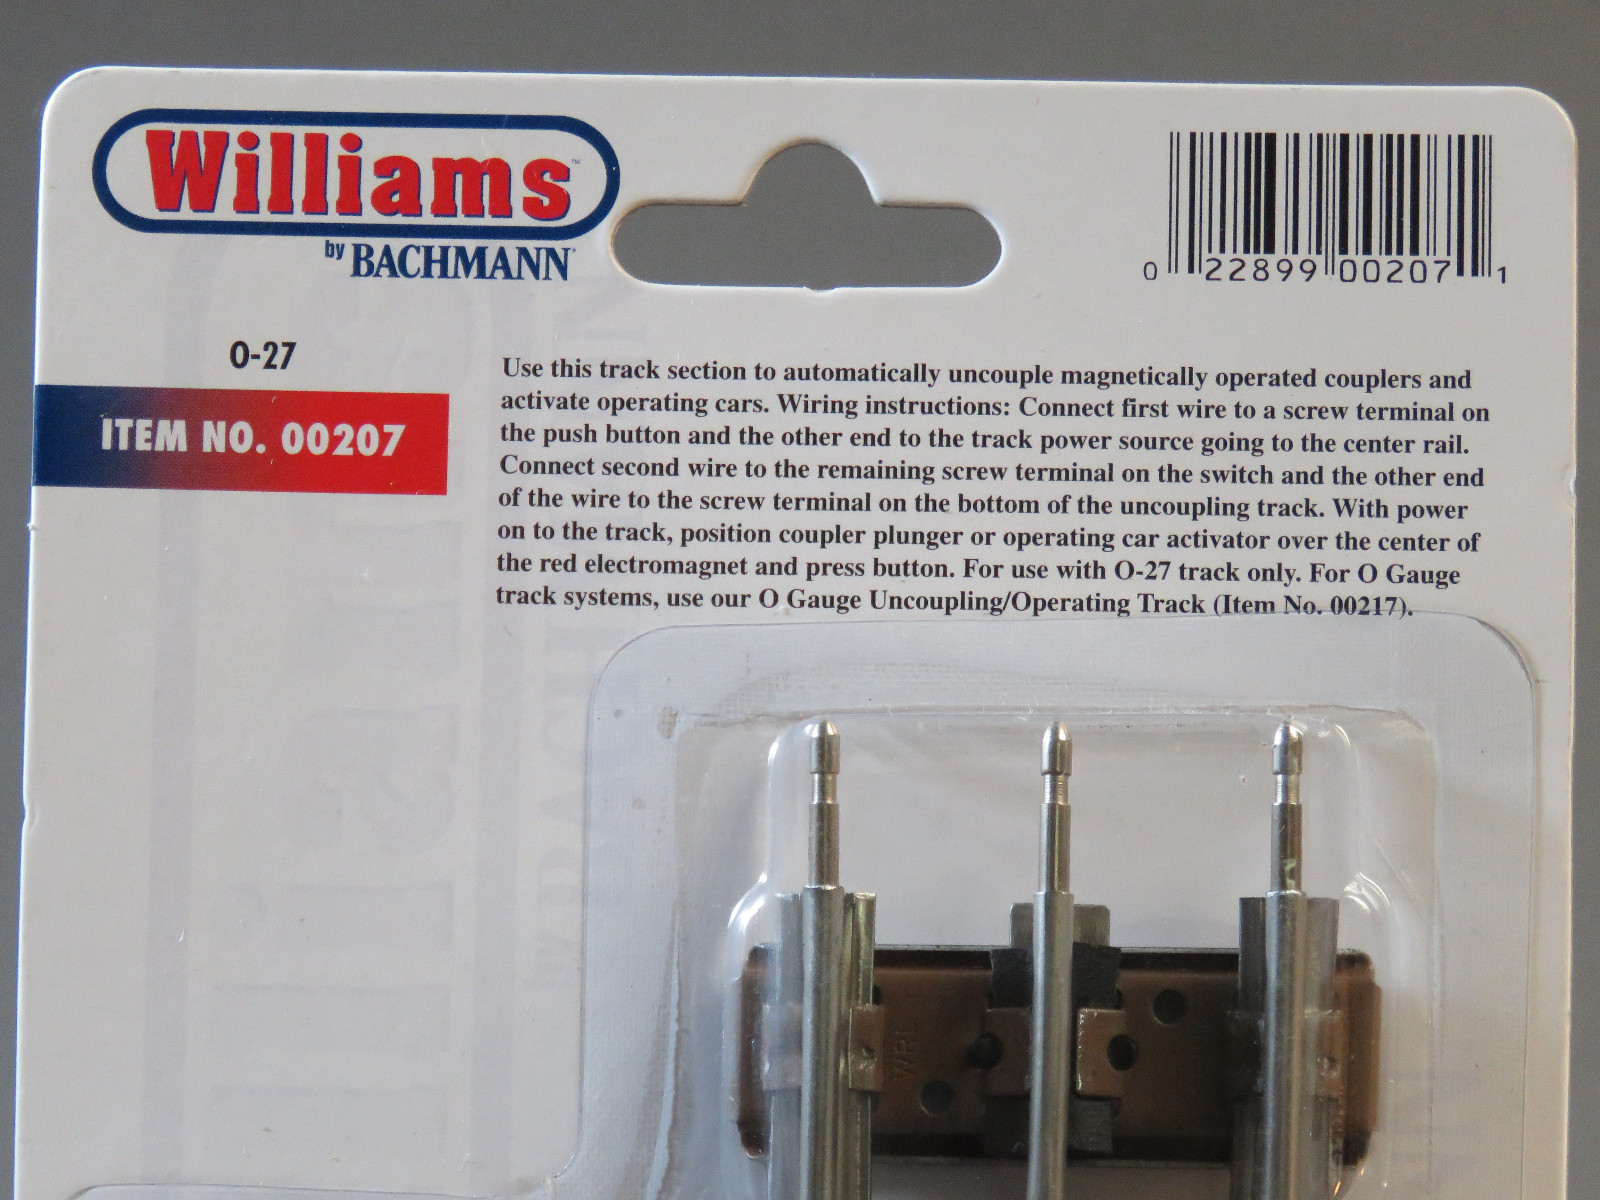 Williams™
by BACHMANN
0 22899 00207 1
O-27
ITEM NO. 00207
Use this track section to automatically uncouple magnetically operated couplers and
activate operating cars. Wiring instructions: Connect first wire to a screw terminal on
the push button and the other end to the track power source going to the center rail.
Connect second wire to the remaining screw terminal on the switch and the other end
of the wire to the screw terminal on the bottom of the uncoupling track. With power
on to the track, position coupler plunger or operating car activator over the center of
the red electromagnet and press button. For use with O-27 track only. For O Gauge
track systems, use our O Gauge Uncoupling/Operating Track (Item No. 00217).